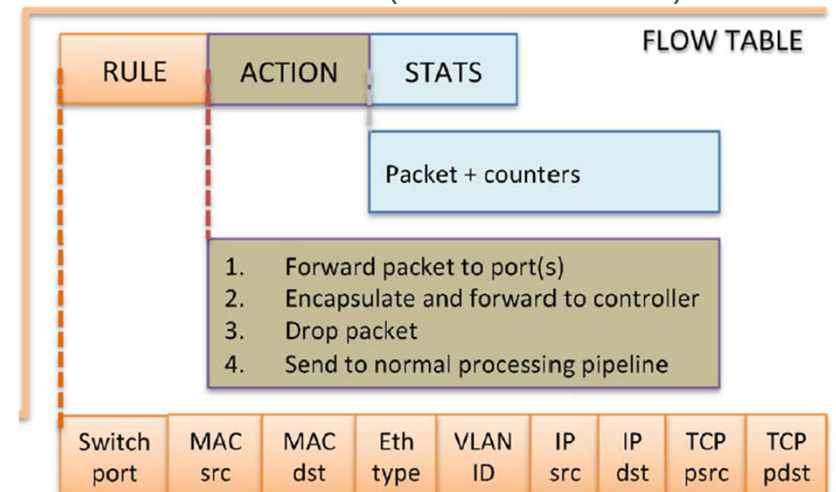 FLOW TABLE
RULE ACTION STATS
Packet + counters
1. Forward packet to port(s)
2. Encapsulate and forward to controller
3. Drop packet
4. Send to normal processing pipeline
Switch port
MAC src
MAC dst
Eth type
VLAN ID
IP src
IP dst
TCP psrc
TCP pdst